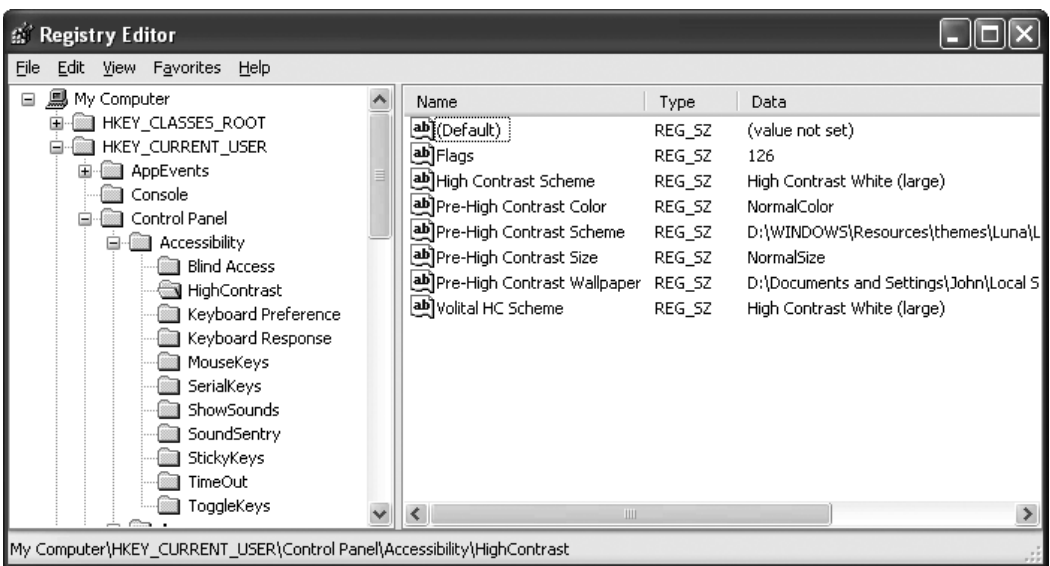 Registry Editor
File Edit View Favorites Help
My Computer
HKEY_CLASSES_ROOT
HKEY_CURRENT_USER
AppEvents
Console
Control Panel
Accessibility
Blind Access
HighContrast
Keyboard Preference
Keyboard Response
MouseKeys
SerialKeys
ShowSounds
SoundSentry
StickyKeys
TimeOut
ToggleKeys
Name Type Data
(Default) REG_SZ (value not set)
Flags REG_SZ 126
High Contrast Scheme REG_SZ High Contrast White (large)
Pre-High Contrast Color REG_SZ NormalColor
Pre-High Contrast Scheme REG_SZ D:\WINDOWS\Resources\themes\Luna\L
Pre-High Contrast Size REG_SZ NormalSize
Pre-High Contrast Wallpaper REG_SZ D:\Documents and Settings\John\Local S
Volital HC Scheme REG_SZ High Contrast White (large)
My Computer\HKEY_CURRENT_USER\Control Panel\Accessibility\HighContrast